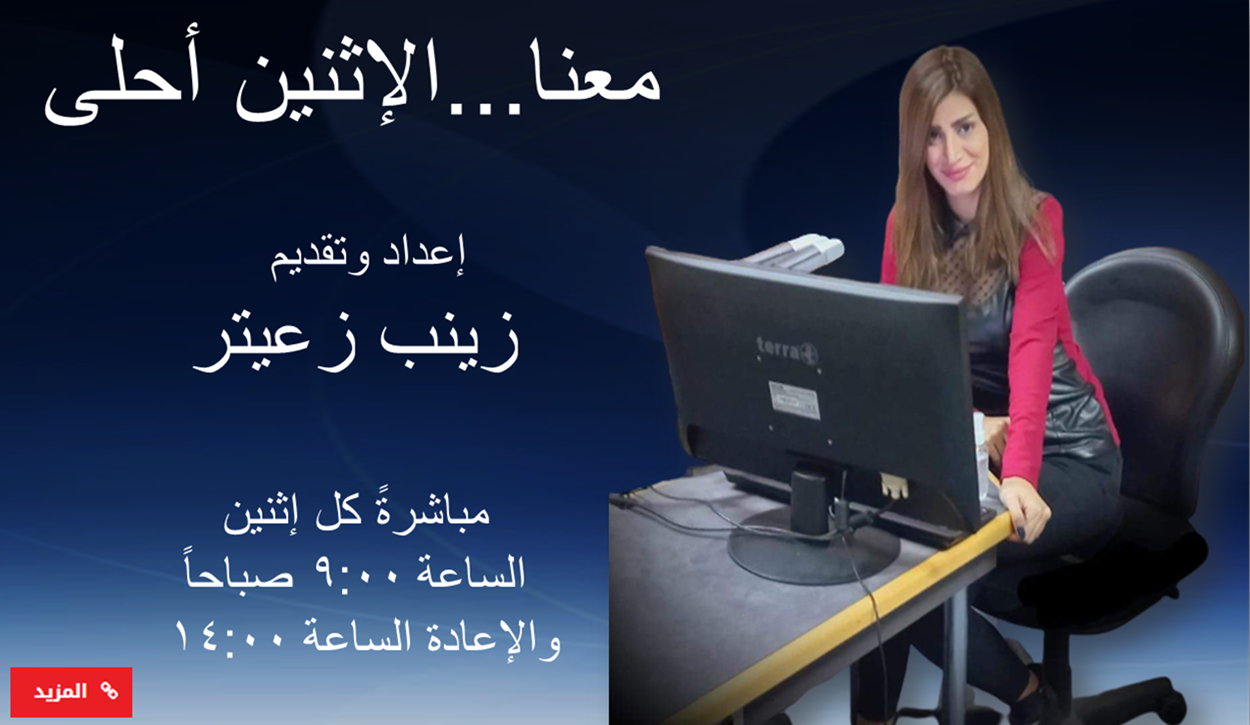 معنا...الإثنين أحلى
إعداد وتقديم
زينب زعيتر
terra
مباشرةً كل إثنين
الساعة ٩:٠٠ صباحاً
والإعادة الساعة ١٤:٠٠
المزيد